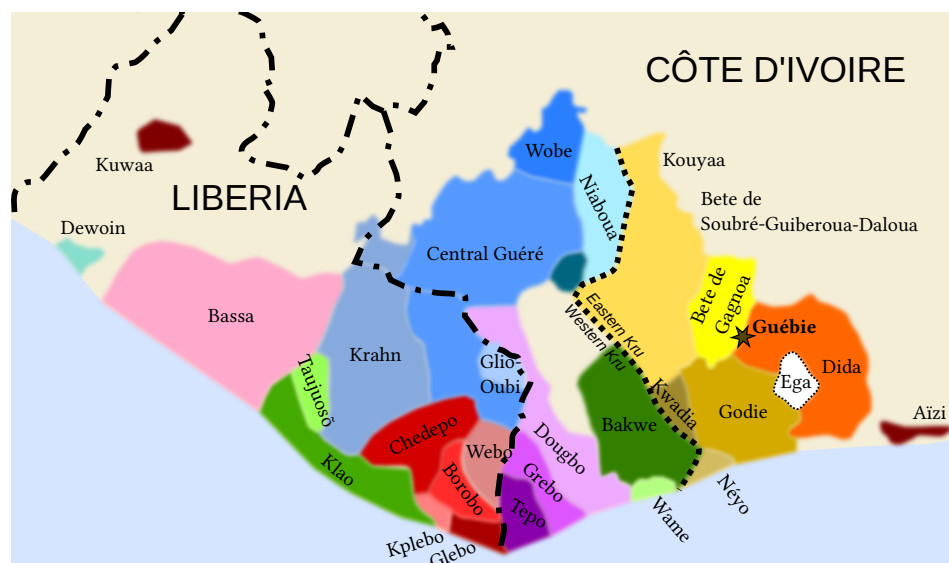 CÔTE D'IVOIRE
Kuwaa
Wobe
Kouyaa
LIBERIA
Niaboua
Bete de
Soubré-Guiberoua-Daloua
Dewoin
Central Guéré
Bete de
Gagnoa
Eastern Kru
Western Kru
Bassa
Guébie
Krahn
Glio-
Oubi
Dida
Ega
Taujuosõ
Kwadia
Godie
Aïzi
Chedepo
Bakwe
Webo
Dougbo
Klao
Borobo
Grebo
Néyo
Tepo
Wame
Kplebo
Glebo